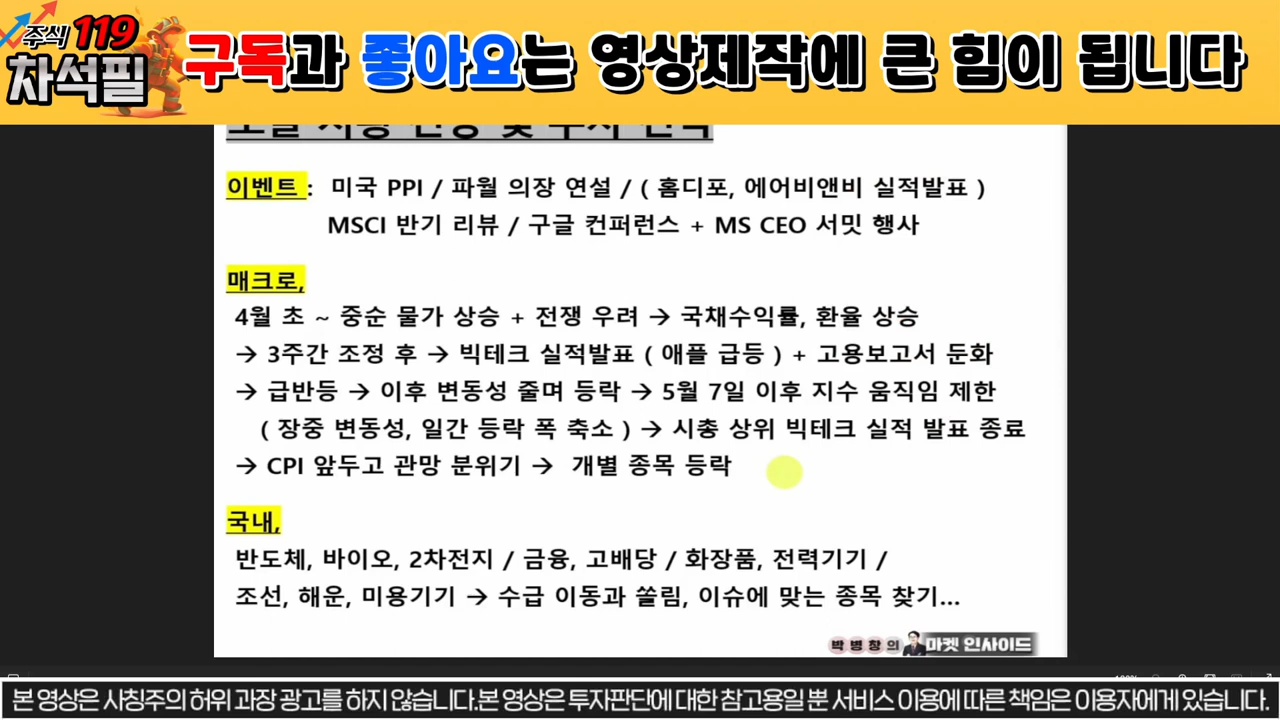 주식 119
차석필
구독과 좋아요는 영상제작에 큰 힘이 됩니다
이벤트 : 미국 PPI / 파월 의장 연설 / ( 홈디포, 에어비앤비 실적발표 )
MSCI 반기 리뷰 / 구글 컨퍼런스 + MS CEO 서밋 행사
매크로,
4월 초 ~ 중순 물가 상승 + 전쟁 우려 → 국채수익률, 환율 상승
→ 3주간 조정 후 → 빅테크 실적발표 ( 애플 급등 ) + 고용보고서 둔화
→ 급반등 → 이후 변동성 줄며 등락 → 5월 7일 이후 지수 움직임 제한
( 장중 변동성, 일간 등락 폭 축소 ) → 시총 상위 빅테크 실적 발표 종료
→ CPI 앞두고 관망 분위기 → 개별 종목 등락
국내,
반도체, 바이오, 2차전지 / 금융, 고배당 / 화장품, 전력기기 /
조선, 해운, 미용기기 → 수급 이동과 쏠림, 이슈에 맞는 종목 찾기...
박병창의 마켓 인사이드
본 영상은 사칭주의 허위 과장 광고를 하지 않습니다.본 영상은 투자판단에 대한 참고용일 뿐 서비스 이용에 따른 책임은 이용자에게 있습니다.